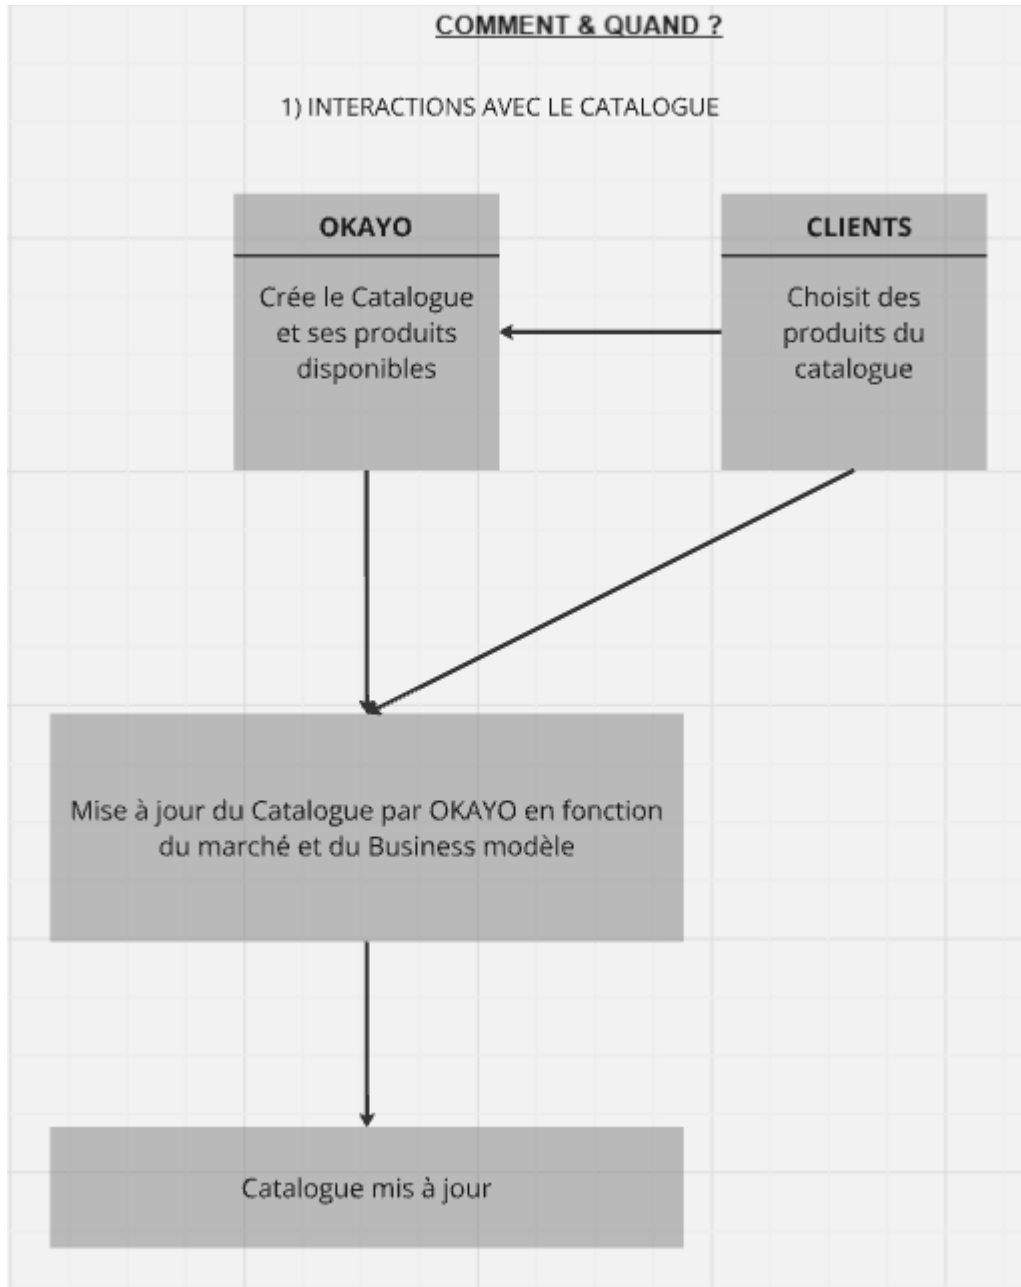 COMMENT & QUAND ?
1) INTERACTIONS AVEC LE CATALOGUE
OKAYO
Crée le Catalogue
et ses produits
disponibles
CLIENTS
Choisit des
produits du
catalogue
Mise à jour du Catalogue par OKAYO en fonction
du marché et du Business modèle
Catalogue mis à jour